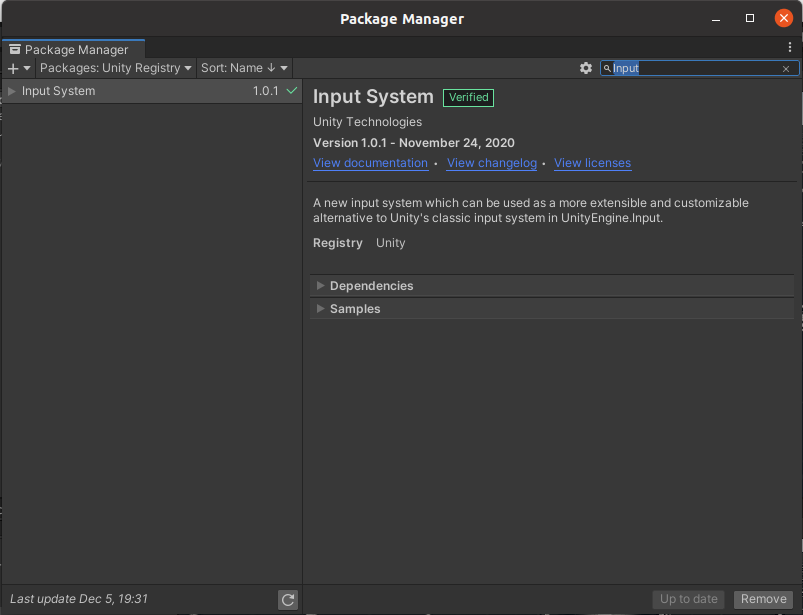 Package Manager
Package Manager
Packages: Unity Registry Sort: Name ↓ Input
Input System 1.0.1
Input System Verified
Unity Technologies
Version 1.0.1 - November 24, 2020
View documentation • View changelog • View licenses
A new input system which can be used as a more extensible and customizable
alternative to Unity's classic input system in UnityEngine.Input.
Registry Unity
Dependencies
Samples
Last update Dec 5, 19:31 Up to date Remove